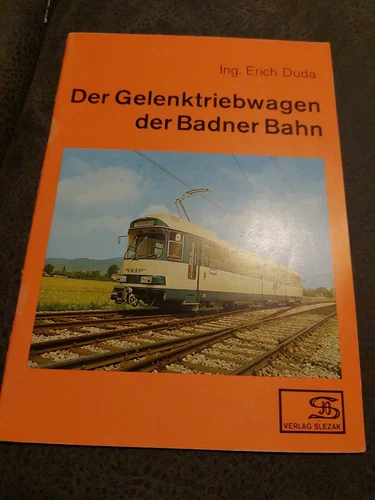 Ing. Erich Duda
Der Gelenktriebwagen
der Badner Bahn
VERLAG SLEZAK